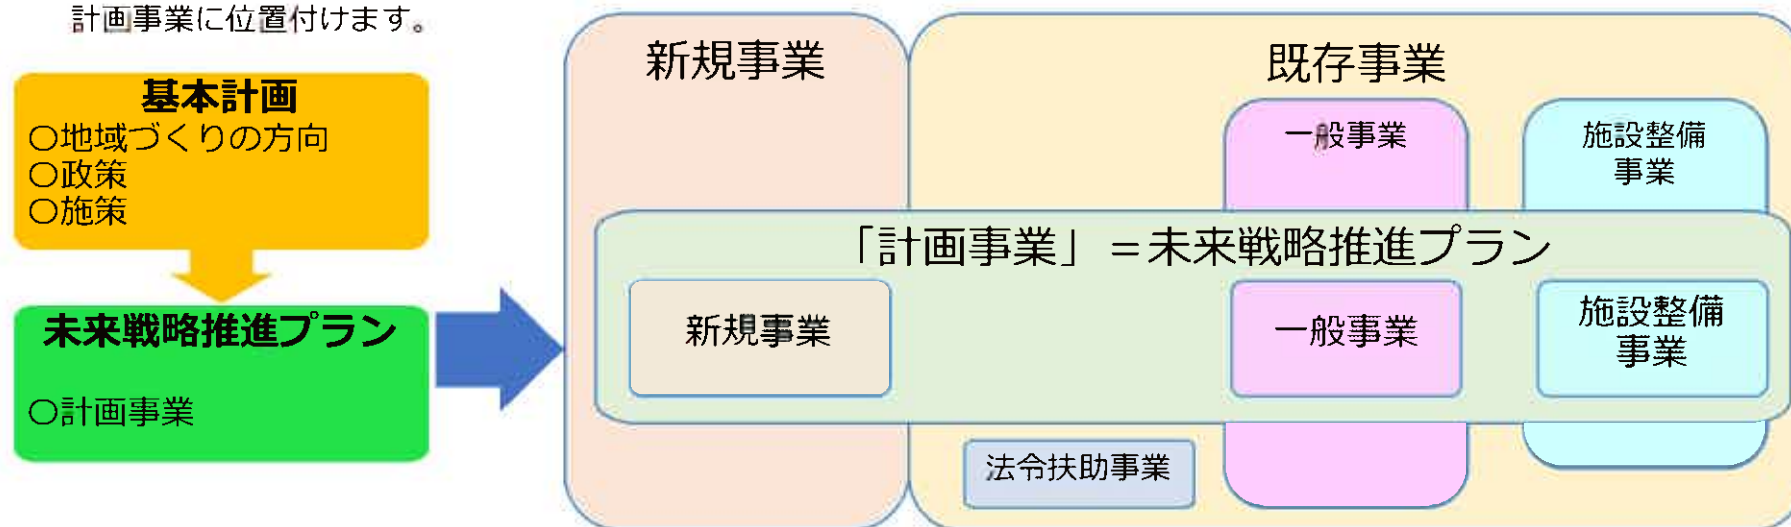 計画事業に位置付けます。
基本計画
○地域づくりの方向
○政策
○施策
未来戦略推進プラン
○計画事業
新規事業
既存事業
一般事業
施設整備
事業
「計画事業」＝未来戦略推進プラン
新規事業
一般事業
施設整備
事業
法令扶助事業